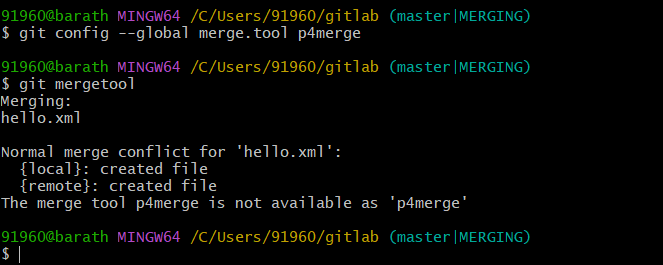 91960@barath MINGW64 /C/Users/91960/gitlab (master|MERGING)
$ git config --global merge.tool p4merge
91960@barath MINGW64 /C/Users/91960/gitlab (master|MERGING)
$ git mergetool
Merging:
hello.xml
Normal merge conflict for 'hello.xml':
  {local}: created file
  {remote}: created file
The merge tool p4merge is not available as 'p4merge'
91960@barath MINGW64 /C/Users/91960/gitlab (master|MERGING)
$